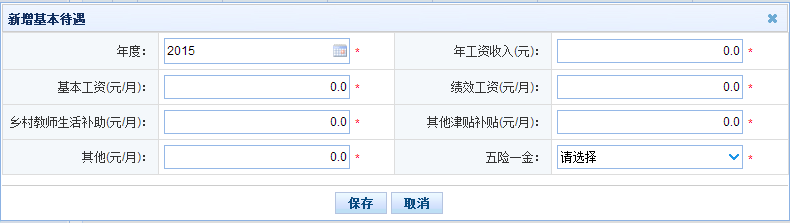 新增基本待遇
年度： 2015 * 年工资收入(元)： 0.0 *
基本工资(元/月)： 0.0 * 绩效工资(元/月)： 0.0 *
乡村教师生活补助(元/月)： 0.0 * 其他津贴补贴(元/月)： 0.0 *
其他(元/月)： 0.0 * 五险一金： 请选择 *
保存 取消